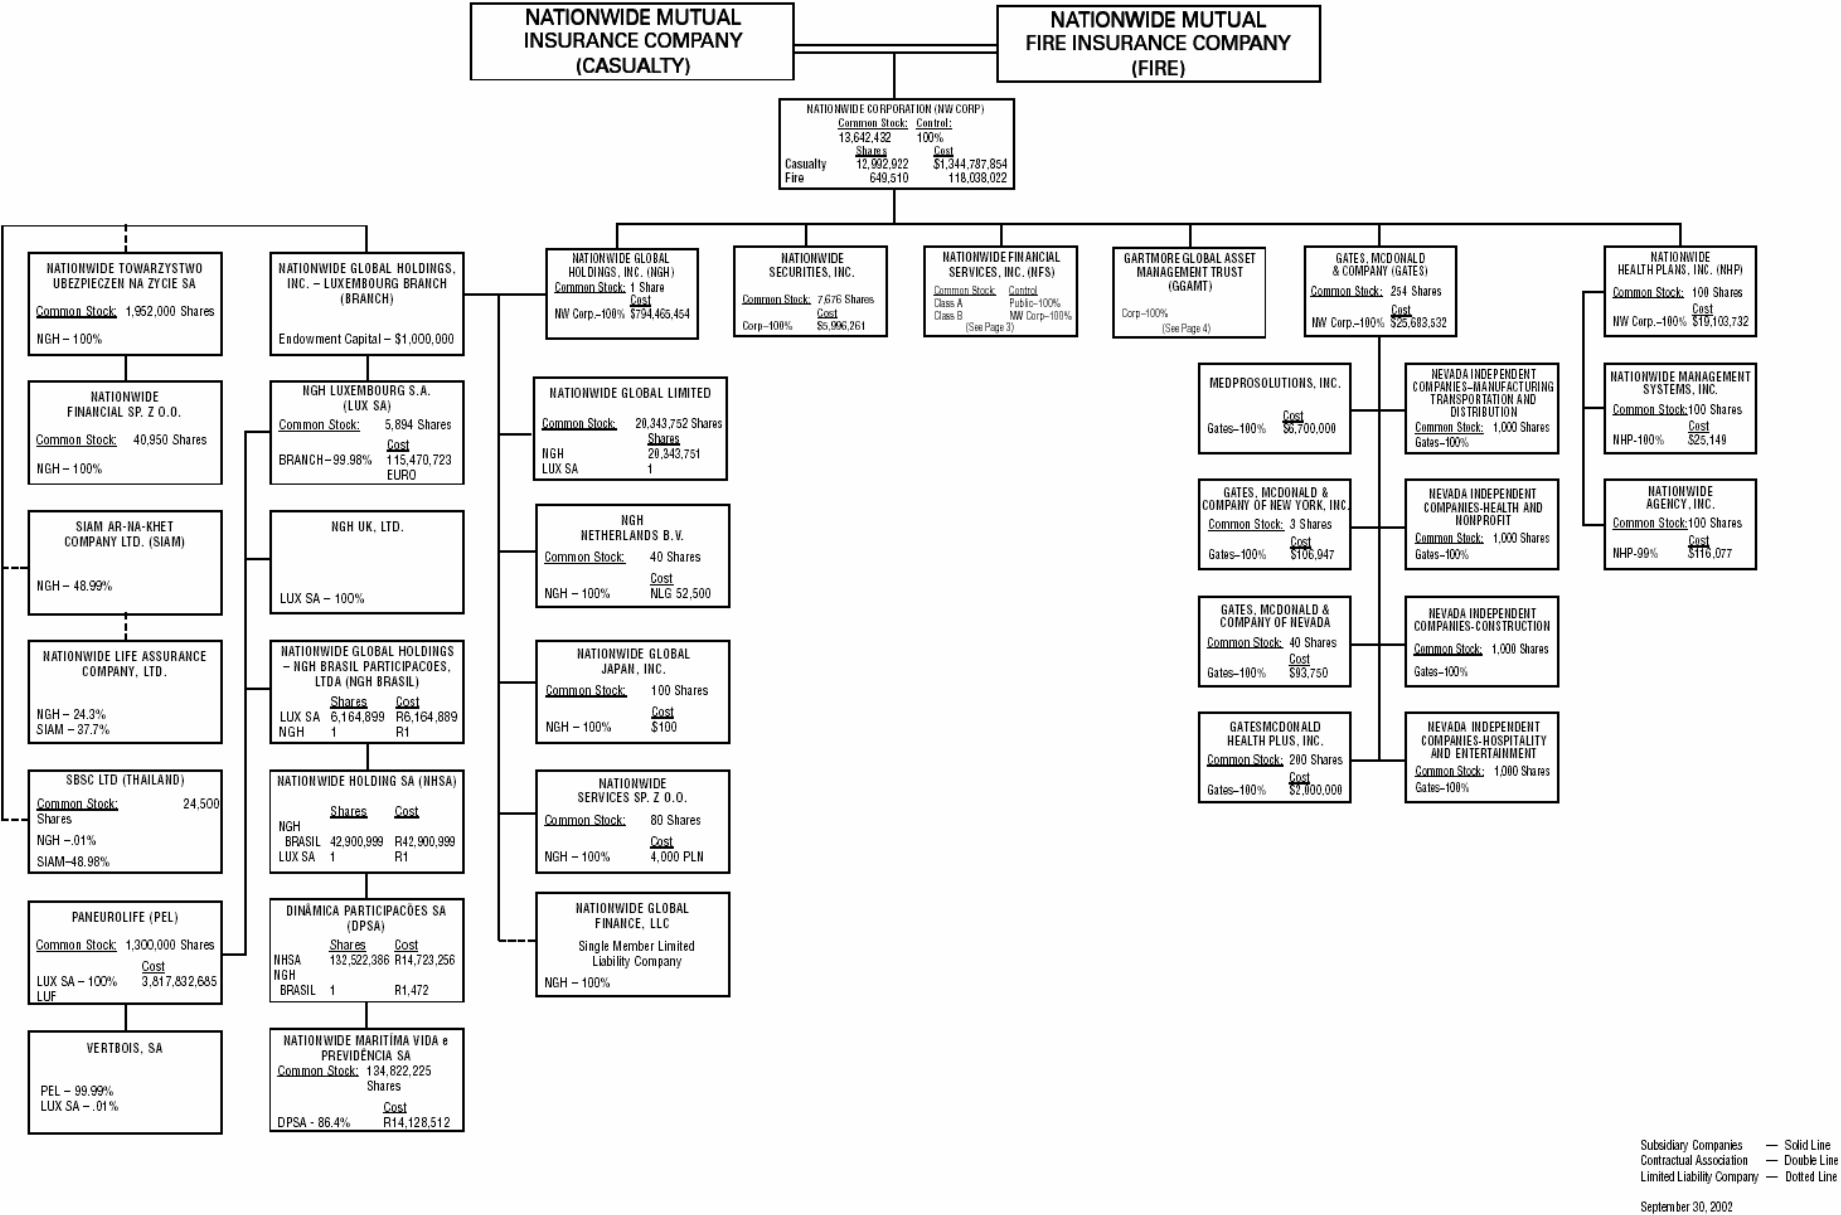 NATIONWIDE MUTUAL
INSURANCE COMPANY
(CASUALTY)
NATIONWIDE MUTUAL
FIRE INSURANCE COMPANY
(FIRE)
NATIONWIDE CORPORATION (NW CORP)
Common Stock: Control:
13,642,432 100%
Shares Cost
Casualty 12,992,922 $1,344,787,854
Fire 649,510 118,038,022
NATIONWIDE TOWARZYSTWO
UBEZPIECZEN NA ZYCIE SA
Common Stock: 1,952,000 Shares
NGH – 100%
NATIONWIDE GLOBAL HOLDINGS,
INC. – LUXEMBOURG BRANCH
(BRANCH)
Endowment Capital – $1,000,000
NATIONWIDE GLOBAL
HOLDINGS, INC. (NGH)
Common Stock: 1 Share
Cost
NW Corp.–100% $794,465,454
NATIONWIDE
SECURITIES, INC.
Common Stock: 7,676 Shares
Cost
Corp–100% $5,996,261
NATIONWIDE FINANCIAL
SERVICES, INC. (NFS)
Common Stock: Control
Class A Public–100%
Class B NW Corp–100%
(See Page 3)
GARTMORE GLOBAL ASSET
MANAGEMENT TRUST
(GGAMT)
Corp–100%
(See Page 4)
GATES, MCDONALD
& COMPANY (GATES)
Common Stock: 254 Shares
Cost
NW Corp.–100% $25,683,532
NATIONWIDE
HEALTH PLANS, INC. (NHP)
Common Stock: 100 Shares
Cost
NW Corp.–100% $19,103,732
NATIONWIDE
FINANCIAL SP. Z O.O.
Common Stock: 40,950 Shares
NGH – 100%
NGH LUXEMBOURG S.A.
(LUX SA)
Common Stock: 5,894 Shares
Cost
BRANCH–99.98% 115,470,723
EURO
NATIONWIDE GLOBAL LIMITED
Common Stock: 20,343,752 Shares
Shares
NGH 20,343,751
LUX SA 1
MEDPROSOLUTIONS, INC.
Cost
Gates–100% $6,700,000
NEVADA INDEPENDENT
COMPANIES–MANUFACTURING
TRANSPORTATION AND
DISTRIBUTION
Common Stock: 1,000 Shares
Gates–100%
NATIONWIDE MANAGEMENT
SYSTEMS, INC.
Common Stock:100 Shares
Cost
NHP-100% $25,149
SIAM AR-NA-KHET
COMPANY LTD. (SIAM)
NGH – 48.99%
NGH UK, LTD.
LUX SA – 100%
NGH
NETHERLANDS B.V.
Common Stock: 40 Shares
Cost
NGH – 100% NLG 52,500
GATES, MCDONALD &
COMPANY OF NEW YORK, INC.
Common Stock: 3 Shares
Cost
Gates–100% $106,947
NEVADA INDEPENDENT
COMPANIES-HEALTH AND
NONPROFIT
Common Stock: 1,000 Shares
Gates–100%
NATIONWIDE
AGENCY, INC.
Common Stock:100 Shares
Cost
NHP-99% $116,077
NATIONWIDE LIFE ASSURANCE
COMPANY, LTD.
NGH – 24.3%
SIAM – 37.7%
NATIONWIDE GLOBAL HOLDINGS
– NGH BRASIL PARTICIPACOES,
LTDA (NGH BRASIL)
Shares Cost
LUX SA 6,164,899 R6,164,889
NGH 1 R1
NATIONWIDE GLOBAL
JAPAN, INC.
Common Stock: 100 Shares
Cost
NGH – 100% $100
GATES, MCDONALD &
COMPANY OF NEVADA
Common Stock: 40 Shares
Cost
Gates–100% $93,750
NEVADA INDEPENDENT
COMPANIES-CONSTRUCTION
Common Stock: 1,000 Shares
Gates–100%
SBSC LTD (THAILAND)
Common Stock: 24,500
Shares
NGH –.01%
SIAM–48.98%
NATIONWIDE HOLDING SA (NHSA)
Shares Cost
NGH
BRASIL 42,900,999 R42,900,999
LUX SA 1 R1
NATIONWIDE
SERVICES SP. Z O.O.
Common Stock: 80 Shares
Cost
NGH – 100% 4,000 PLN
GATESMCDONALD
HEALTH PLUS, INC.
Common Stock: 200 Shares
Cost
Gates–100% $2,000,000
NEVADA INDEPENDENT
COMPANIES-HOSPITALITY
AND ENTERTAINMENT
Common Stock: 1,000 Shares
Gates–100%
PANEUROLIFE (PEL)
Common Stock: 1,300,000 Shares
Cost
LUX SA – 100% 3,817,832,685
LUF
DINÂMICA PARTICIPACÕES SA
(DPSA)
Shares Cost
NHSA 132,522,386 R14,723,256
NGH
BRASIL 1 R1,472
NATIONWIDE GLOBAL
FINANCE, LLC
Single Member Limited
Liability Company
NGH – 100%
VERTBOIS, SA
PEL – 99.99%
LUX SA – .01%
NATIONWIDE MARITÍMA VIDA e
PREVIDÊNCIA SA
Common Stock: 134,822,225
Shares
Cost
DPSA - 86.4% R14,128,512
Subsidiary Companies — Solid Line
Contractual Association — Double Line
Limited Liability Company — Dotted Line
September 30, 2002